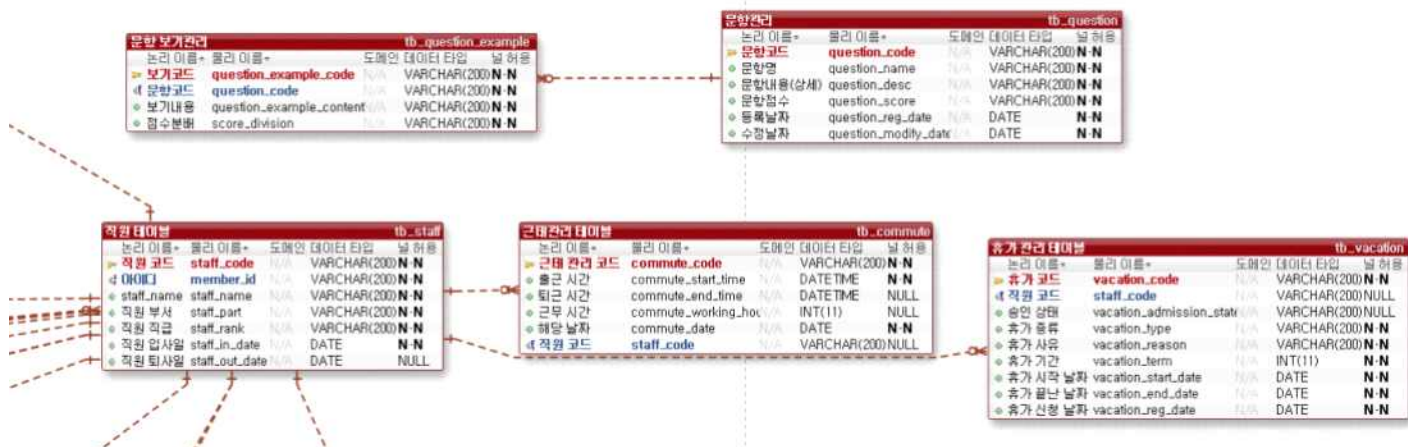 문항관리 tb_question
논리 이름 물리 이름 도메인 데이터 타입 널 허용
문항코드 question_code N/A VARCHAR(200) N-N
문항명 question_name N/A VARCHAR(200) N-N
문항내용(상세) question_desc N/A VARCHAR(200) N-N
문항점수 question_score N/A VARCHAR(200) N-N
등록날짜 question_reg_date N/A DATE N-N
수정날짜 question_modify_date N/A DATE N-N
문항 보기관리 tb_question_example
논리 이름 물리 이름 도메인 데이터 타입 널 허용
보기코드 question_example_code N/A VARCHAR(200) N-N
문항코드 question_code N/A VARCHAR(200) N-N
보기내용 question_example_content N/A VARCHAR(200) N-N
점수분배 score_division N/A VARCHAR(200) N-N
직원 테이블 tb_staff
논리 이름 물리 이름 도메인 데이터 타입 널 허용
직원 코드 staff_code N/A VARCHAR(200) N-N
아이디 member_id N/A VARCHAR(200) N-N
staff_name staff_name N/A VARCHAR(200) N-N
직원 부서 staff_part N/A VARCHAR(200) N-N
직원 직급 staff_rank N/A VARCHAR(200) N-N
직원 입사일 staff_in_date N/A DATE N-N
직원 퇴사일 staff_out_date N/A DATE NULL
근태관리 테이블 tb_commute
논리 이름 물리 이름 도메인 데이터 타입 널 허용
근태 관리 코드 commute_code N/A VARCHAR(200) N-N
출근 시간 commute_start_time N/A DATETIME N-N
퇴근 시간 commute_end_time N/A DATETIME NULL
근무 시간 commute_working_hou N/A INT(11) NULL
해당 날짜 commute_date N/A DATE N-N
직원 코드 staff_code N/A VARCHAR(200) NULL
휴가 관리 테이블 tb_vacation
논리 이름 물리 이름 도메인 데이터 타입 널 허용
휴가 코드 vacation_code N/A VARCHAR(200) N-N
직원 코드 staff_code N/A VARCHAR(200) NULL
승인 상태 vacation_admission_state N/A VARCHAR(200) NULL
휴가 종류 vacation_type N/A VARCHAR(200) N-N
휴가 사유 vacation_reason N/A VARCHAR(200) N-N
휴가 기간 vacation_term N/A INT(11) N-N
휴가 시작 날짜 vacation_start_date N/A DATE N-N
휴가 끝난 날짜 vacation_end_date N/A DATE N-N
휴가 신청 날짜 vacation_reg_date N/A DATE N-N